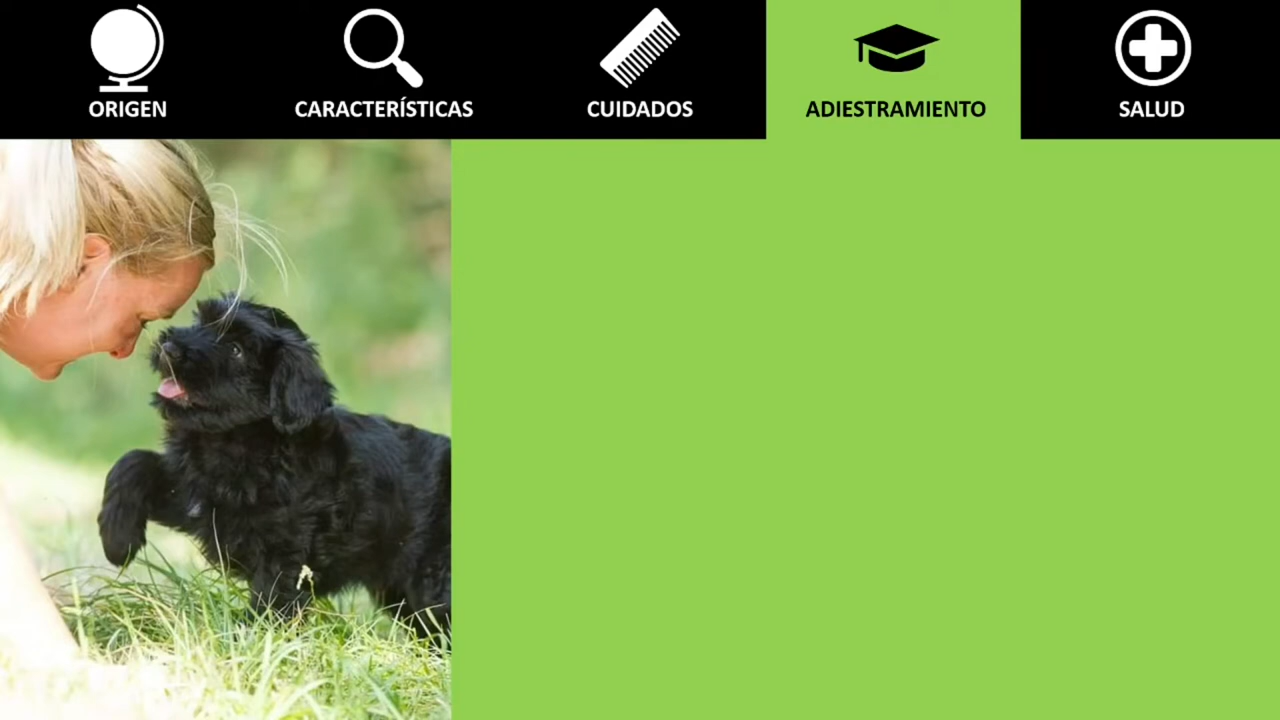 ORIGEN
CARACTERÍSTICAS
CUIDADOS
ADIESTRAMIENTO
SALUD